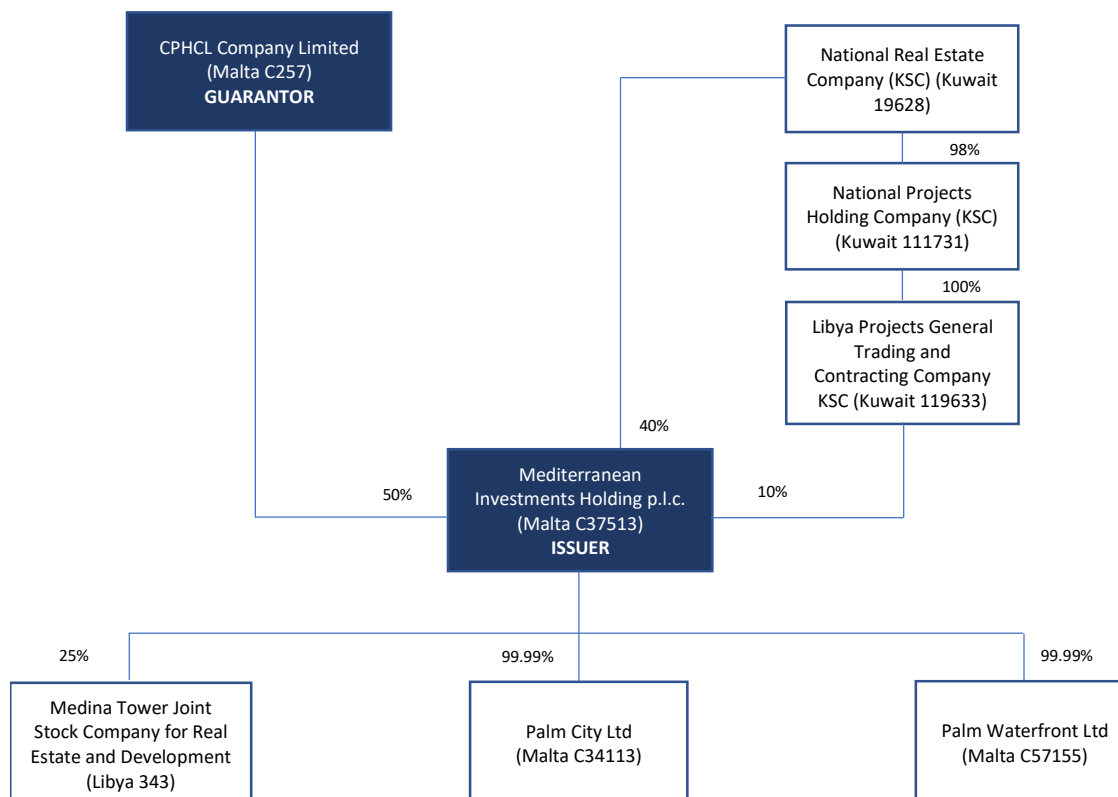 CPHCL Company Limited
(Malta C257)
GUARANTOR
National Real Estate
Company (KSC) (Kuwait
19628)
98%
National Projects
Holding Company (KSC)
(Kuwait 111731)
100%
Libya Projects General
Trading and
Contracting Company
KSC (Kuwait 119633)
40%
50%
Mediterranean
Investments Holding p.l.c.
(Malta C37513)
ISSUER
10%
25%
99.99%
99.99%
Medina Tower Joint
Stock Company for Real
Estate and Development
(Libya 343)
Palm City Ltd
(Malta C34113)
Palm Waterfront Ltd
(Malta C57155)